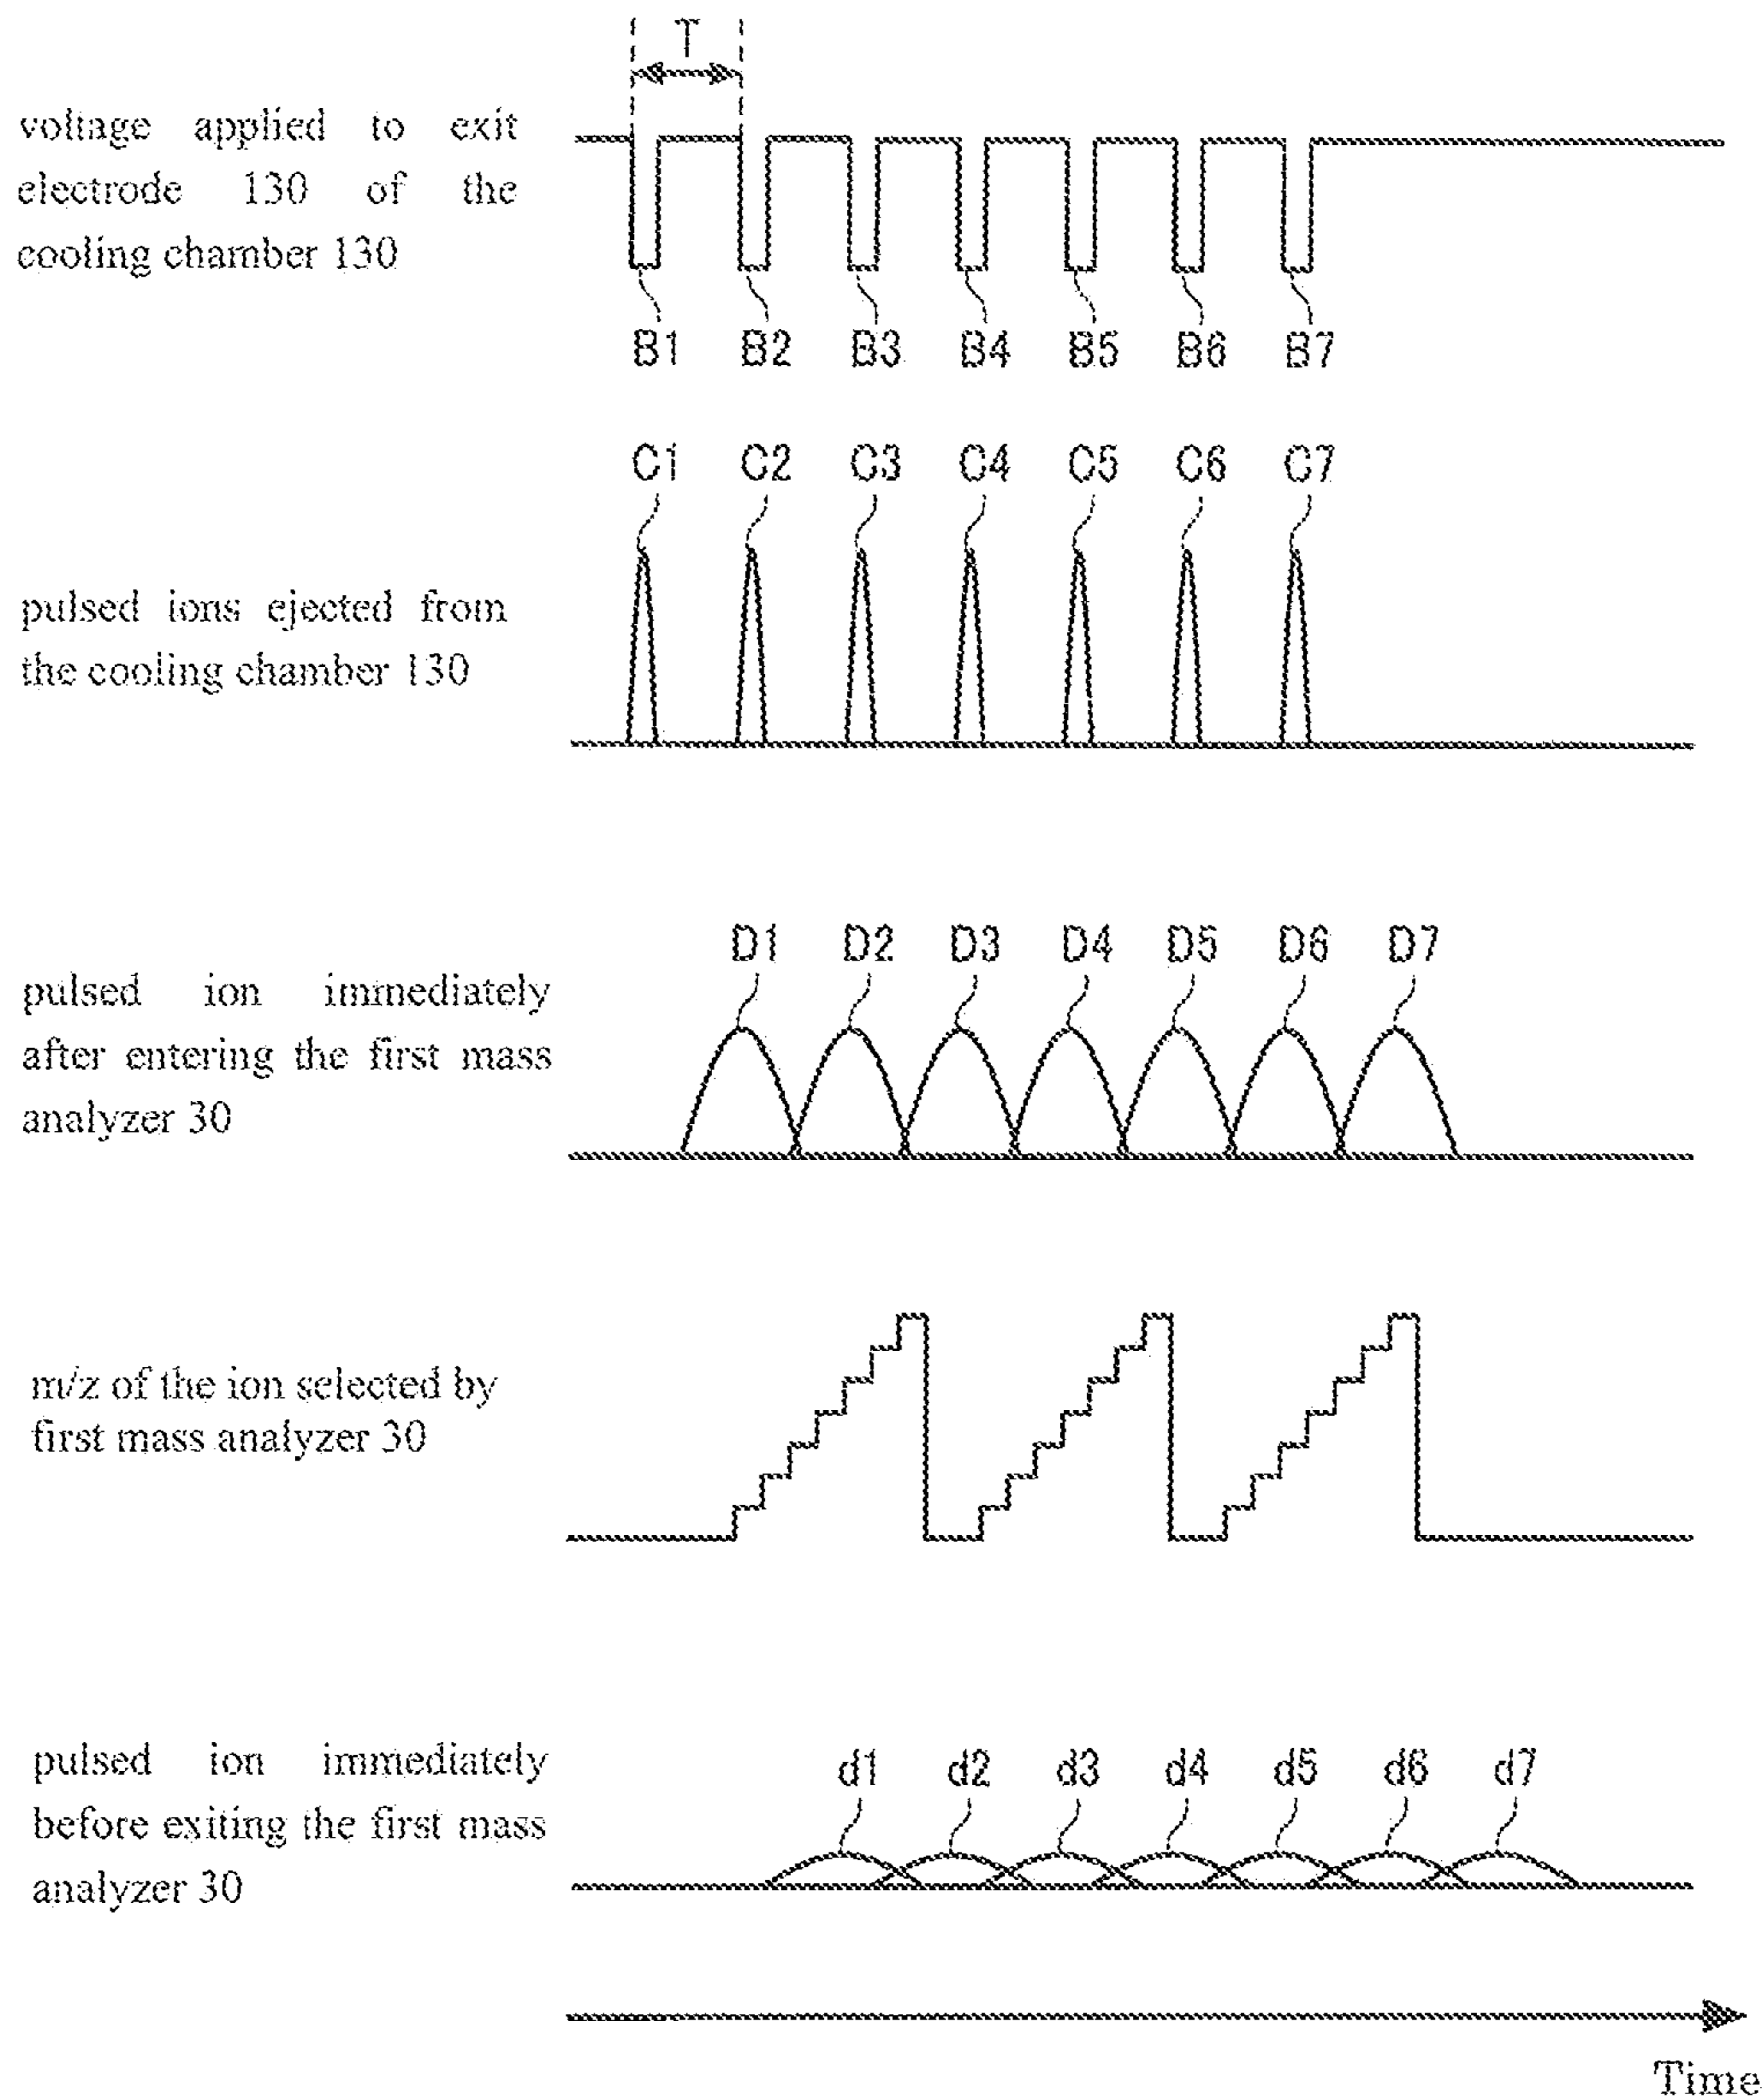 T
voltage applied to exit
electrode 130 of the
cooling chamber 130
B1 B2 B3 B4 B5 B6 B7
C1 C2 C3 C4 C5 C6 C7
pulsed ions ejected from
the cooling chamber 130
D1 D2 D3 D4 D5 D6 D7
pulsed ion immediately
after entering the first mass
analyzer 30
m/z of the ion selected by
first mass analyzer 30
d1 d2 d3 d4 d5 d6 d7
pulsed ion immediately
before exiting the first mass
analyzer 30
Time